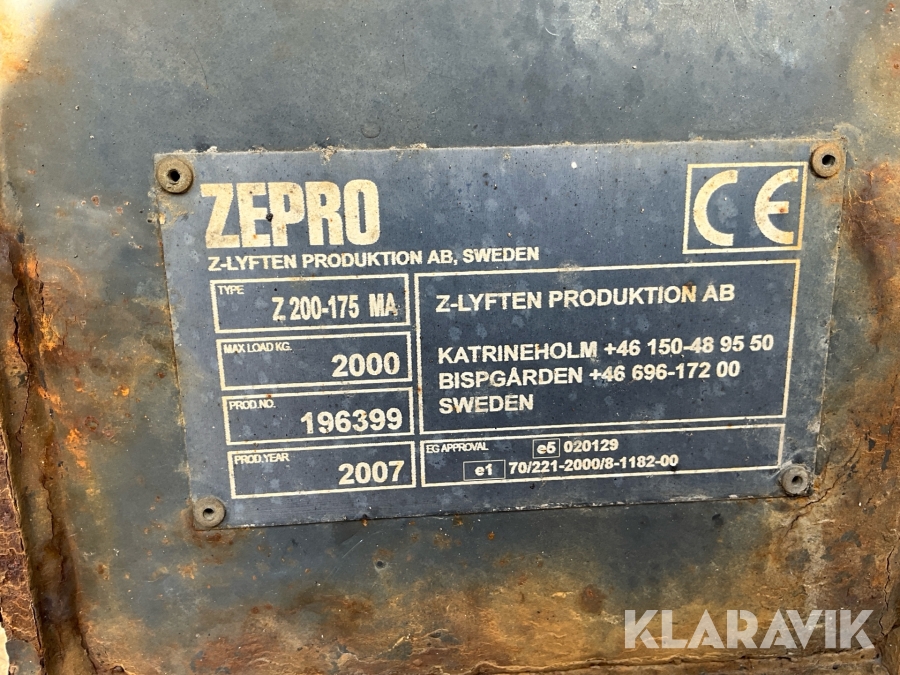 ZEPRO
CE
Z-LYFTEN PRODUKTION AB, SWEDEN
TYPE
Z 200-175 MA
MAX LOAD KG.
2000
PROD.NO.
196399
PROD.YEAR
2007
Z-LYFTEN PRODUKTION AB
KATRINEHOLM +46 150-48 95 50
BISPGÅRDEN +46 696-172 00
SWEDEN
EG APPROVAL e5 020129
e1 70/221-2000/8-1182-00
KLARAVIK